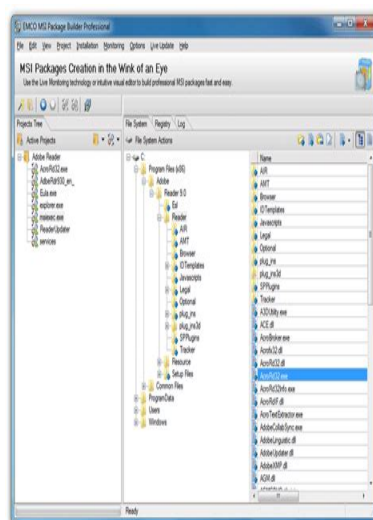 EMCO MSI Package Builder Professional
File Edit View Project Installation Monitoring Options Live Update Help
MSI Packages Creation in the Wink of an Eye
Use the Live Monitoring technology or intuitive visual editor to build professional MSI packages fast and easy.
Projects Tree
Active Projects
Adobe Reader
AcroRd32.exe
AdbeRdr930_en_
Eula.exe
explorer.exe
msiexec.exe
ReaderUpdater
services
File System Registry Log
File System Actions
C:
Program Files (x86)
Adobe
Reader 9.0
Esl
Reader
AIR
AMT
Browser
IDTemplates
Javascripts
Legal
Optional
plug_ins
plug_ins3d
SPPlugins
Tracker
Resource
Setup Files
Common Files
ProgramData
Users
Windows
Name
AIR
AMT
Browser
IDTemplates
Javascripts
Legal
Optional
plug_ins
plug_ins3d
SPPlugins
Tracker
A3DUtility.exe
ACE.dll
AcroBroker.exe
Acrofx32.dll
AcroRd32.dll
AcroRd32.exe
AcroRd32Info.exe
AcroRdIF.dll
AcroTextExtractor.exe
AdobeCollabSync.exe
AdobeLinguistic.dll
AdobeUpdater.dll
AdobeXMP.dll
AGM.dll
Ready